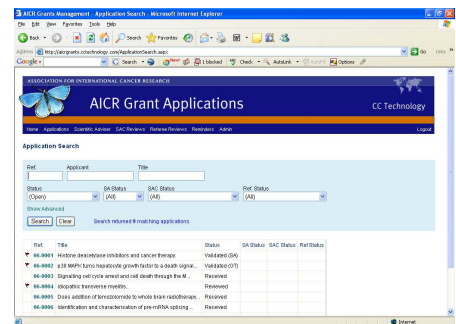 AICR Grants Management - Application Search - Microsoft Internet Explorer
File Edit View Favorites Tools Help
Back Search Favorites
Address http://aicrgrants.cctechnology.com/ApplicationSearch.aspx Go Links
Google Search New! 1 blocked Check AutoLink Options
ASSOCIATION FOR INTERNATIONAL CANCER RESEARCH
AICR Grant Applications
CC Technology
Home Applications Scientific Adviser SAC Reviews Referee Reviews Reminders Admin Logout
Application Search
Ref. Applicant Title
Status SA Status SAC Status Ref. Status
(Open) (All) (All) (All)
Show Advanced
Search Clear Search returned matching applications.
Ref Title Status SA Status SAC Status Ref Status
06-0001 Histone deacetylase inhibitors and cancer therapy. Validated (SA)
06-0002 p38 MAPK turns hepatocyte growth factor to a death signal... Validated (OT)
06-0003 Signalling cell cycle arrest and cell death through the M... Received
06-0004 Idiopathic transverse myelitis. Reviewed
06-0005 Does addition of temozolomide to whole brain radiotherapy... Received
06-0006 Identification and characterisation of pre-mRNA splicing ... Received
Internet